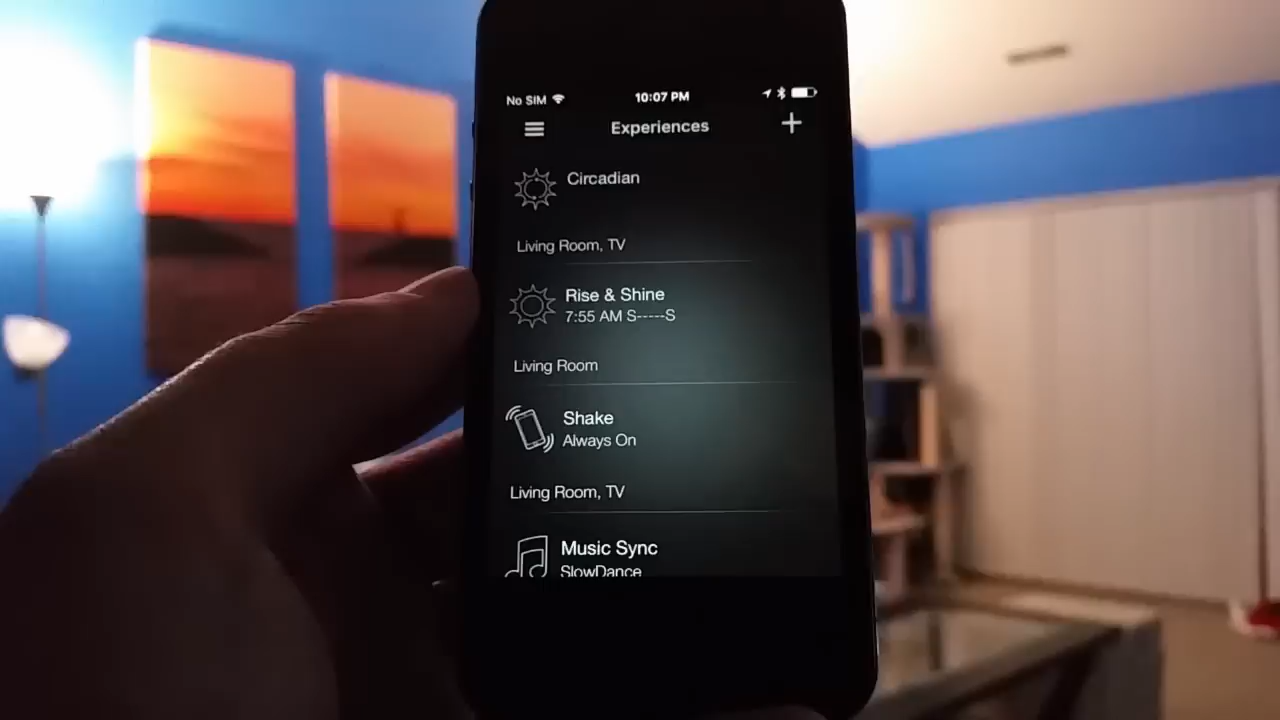 No SIM
10:07 PM
Experiences
Circadian
Living Room, TV
Rise & Shine
7:55 AM S-----S
Living Room
Shake
Always On
Living Room, TV
Music Sync
SlowDance